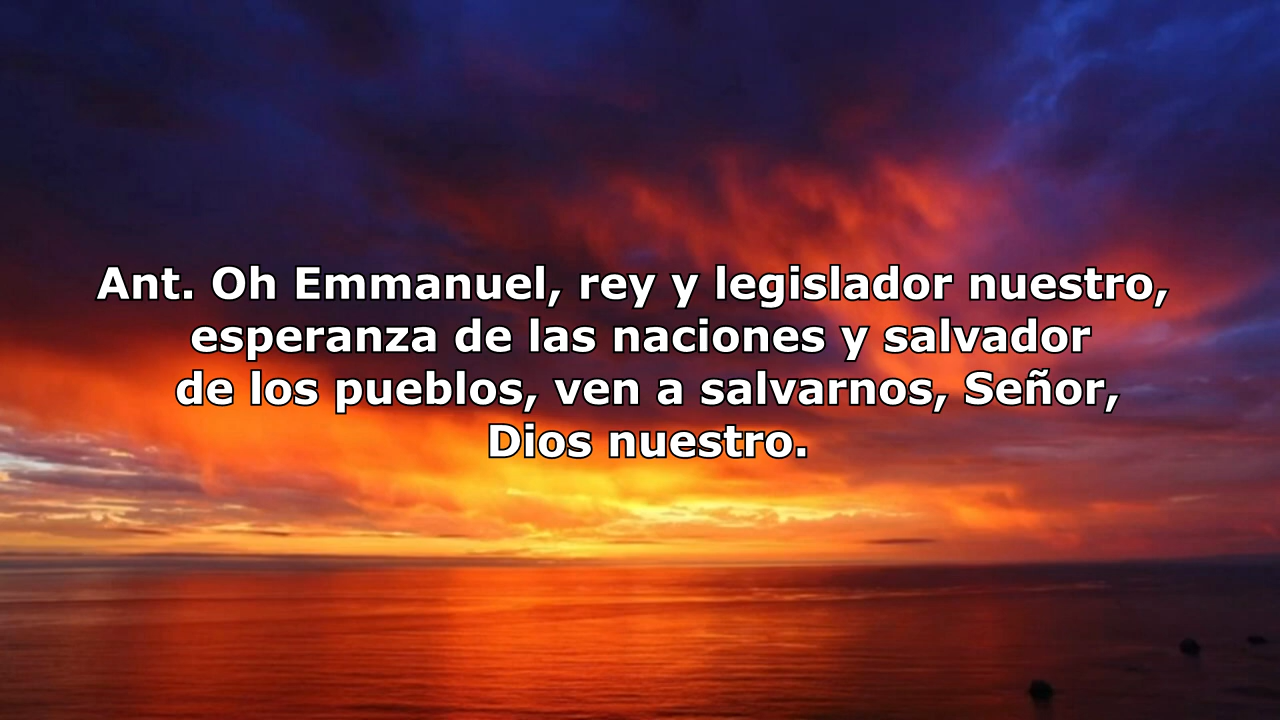 Ant. Oh Emmanuel, rey y legislador nuestro,
esperanza de las naciones y salvador
de los pueblos, ven a salvarnos, Señor,
Dios nuestro.